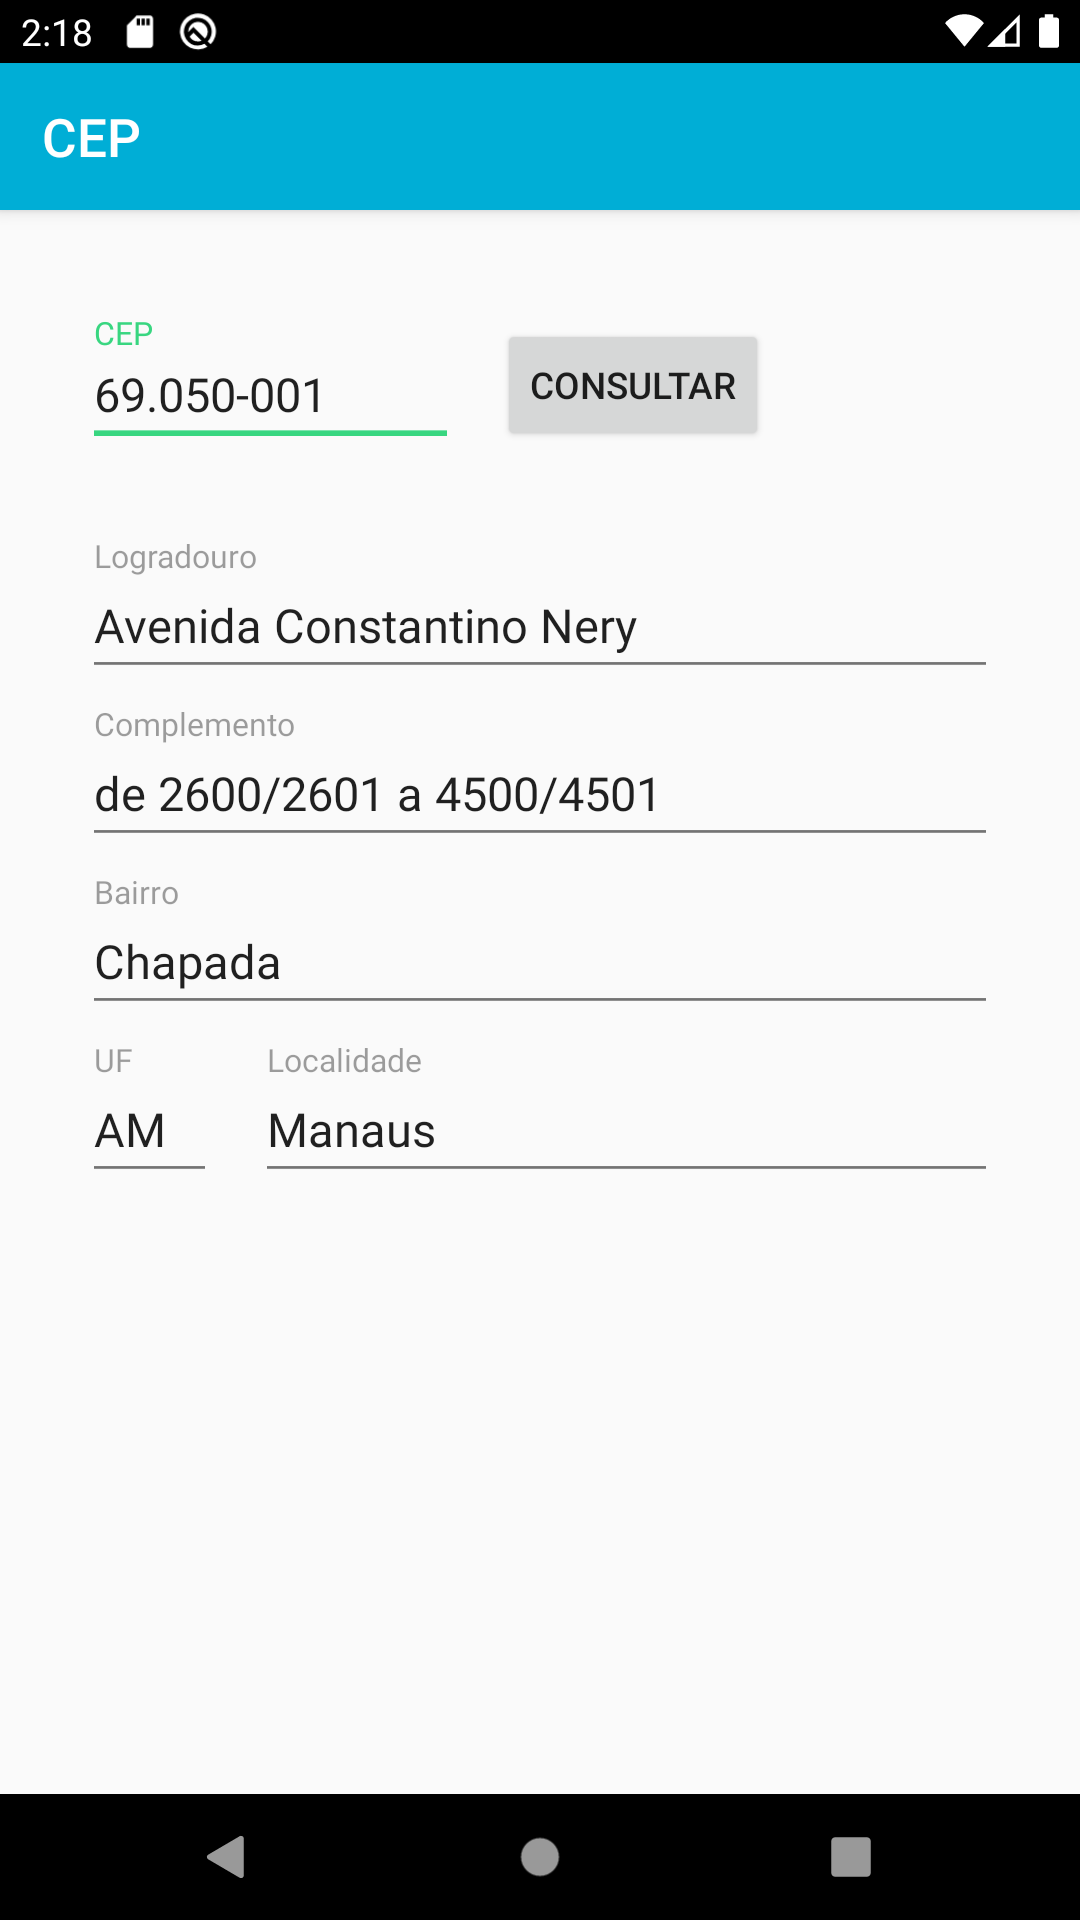 2:18
CEP
CEP
69.050-001
CONSULTAR
Logradouro
Avenida Constantino Nery
Complemento
de 2600/2601 a 4500/4501
Bairro
Chapada
UF Localidade
AM Manaus